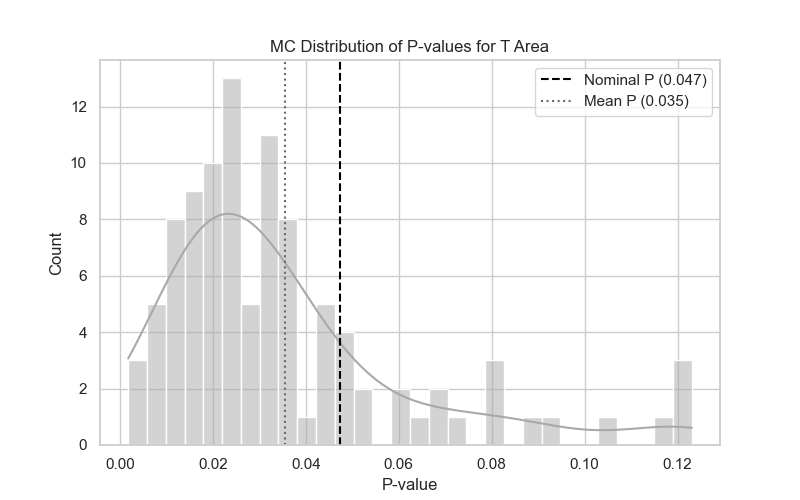 MC Distribution of P-values for T Area
Nominal P (0.047)
Mean P (0.035)
12
10
8
6
4
2
0
Count
0.00 0.02 0.04 0.06 0.08 0.10 0.12
P-value